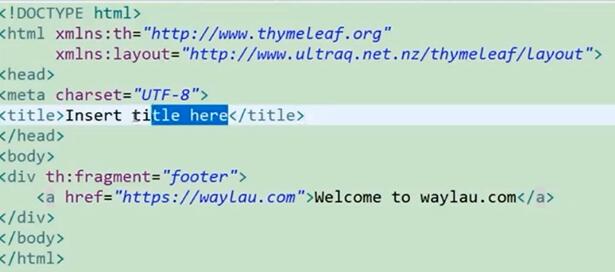 <!DOCTYPE html>
<html xmlns:th="http://www.thymeleaf.org"
xmlns:layout="http://www.ultraq.net.nz/thymeleaf/layout">
<head>
<meta charset="UTF-8">
<title>Insert title here</title>
</head>
<body>
<div th:fragment="footer">
<a href="https://waylau.com">Welcome to waylau.com</a>
</div>
</body>
</html>